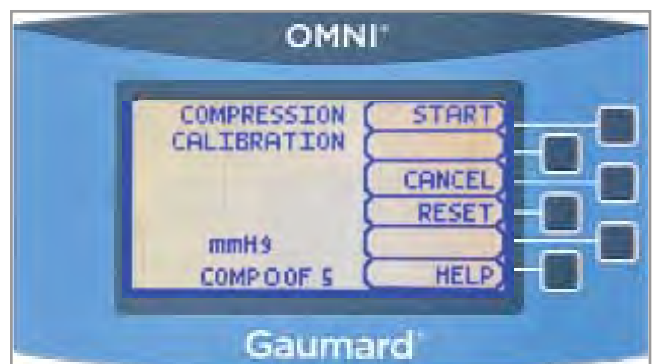 OMNI®
COMPRESSION
CALIBRATION
mmHg
COMP 0 OF 5
START
CANCEL
RESET
HELP
Gaumard®